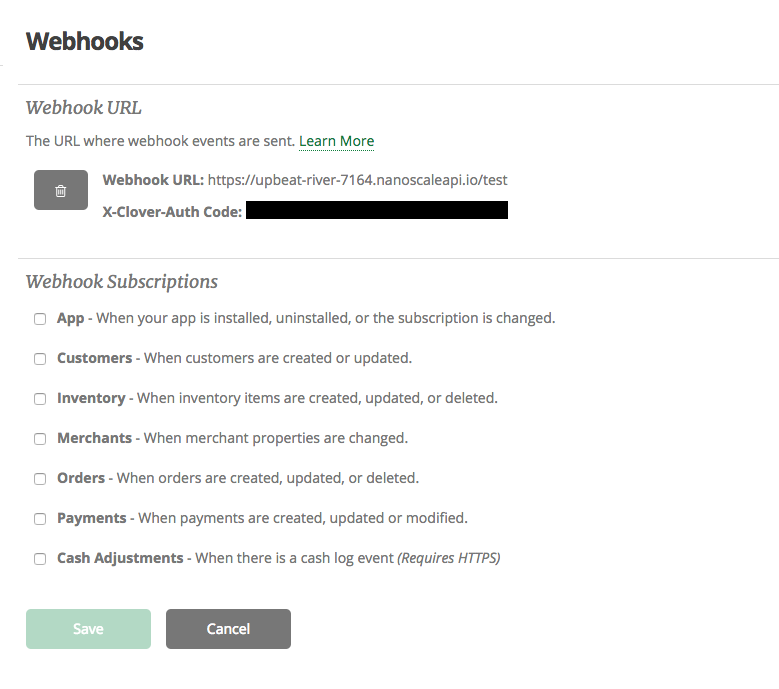 Webhooks
Webhook URL
The URL where webhook events are sent. Learn More
Webhook URL: https://upbeat-river-7164.nanoscaleapi.io/test
X-Clover-Auth Code:
Webhook Subscriptions
App - When your app is installed, uninstalled, or the subscription is changed.
Customers - When customers are created or updated.
Inventory - When inventory items are created, updated, or deleted.
Merchants - When merchant properties are changed.
Orders - When orders are created, updated, or deleted.
Payments - When payments are created, updated or modified.
Cash Adjustments - When there is a cash log event (Requires HTTPS)
Save Cancel